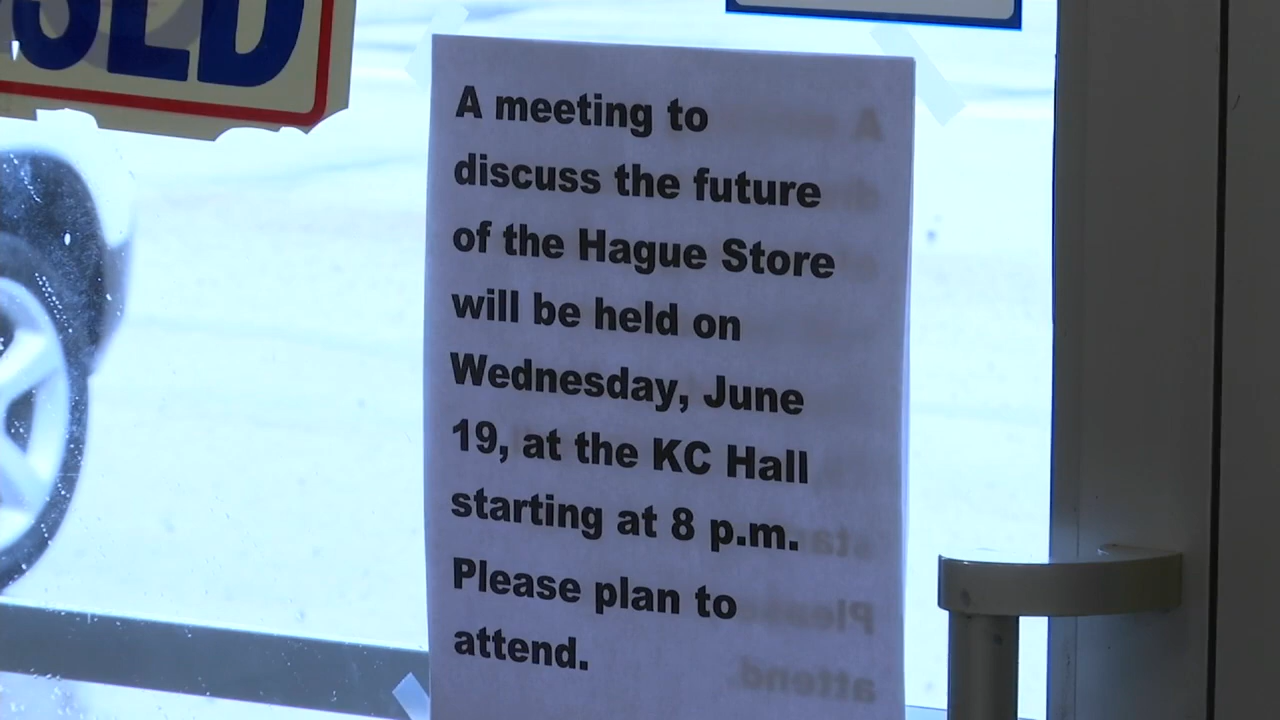 A meeting to
discuss the future
of the Hague Store
will be held on
Wednesday, June
19, at the KC Hall
starting at 8 p.m.
Please plan to
attend.